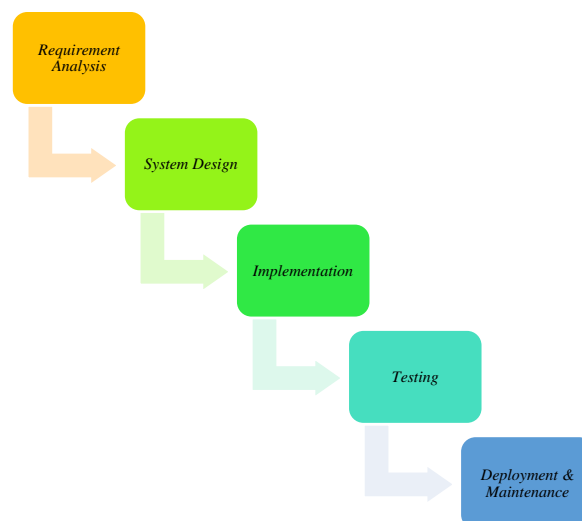 Requirement
Analysis
System Design
Implementation
Testing
Deployment &
Maintenance